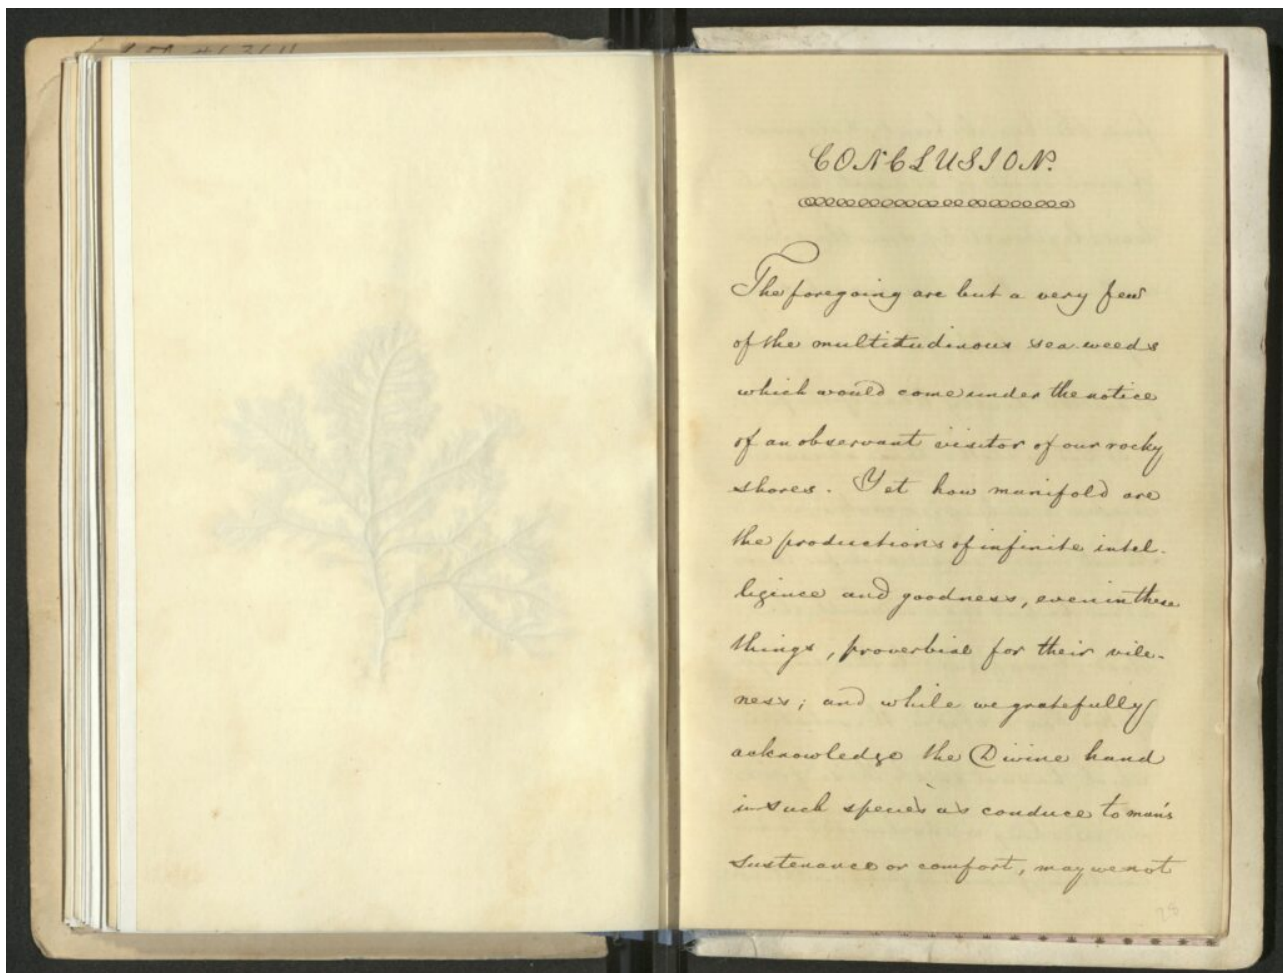 CONCLUSION.
The foregoing are but a very few
of the multitudinous sea-weeds
which would come under the notice
of an observant visitor of our rocky
shores. Yet how manifold are
the productions of infinite intel-
ligince and goodness, even in these
things, proverbial for their vile-
ness; and while we gratefully
acknowledge the Divine hand
in such species as conduce to man's
sustenance or comfort, may we not